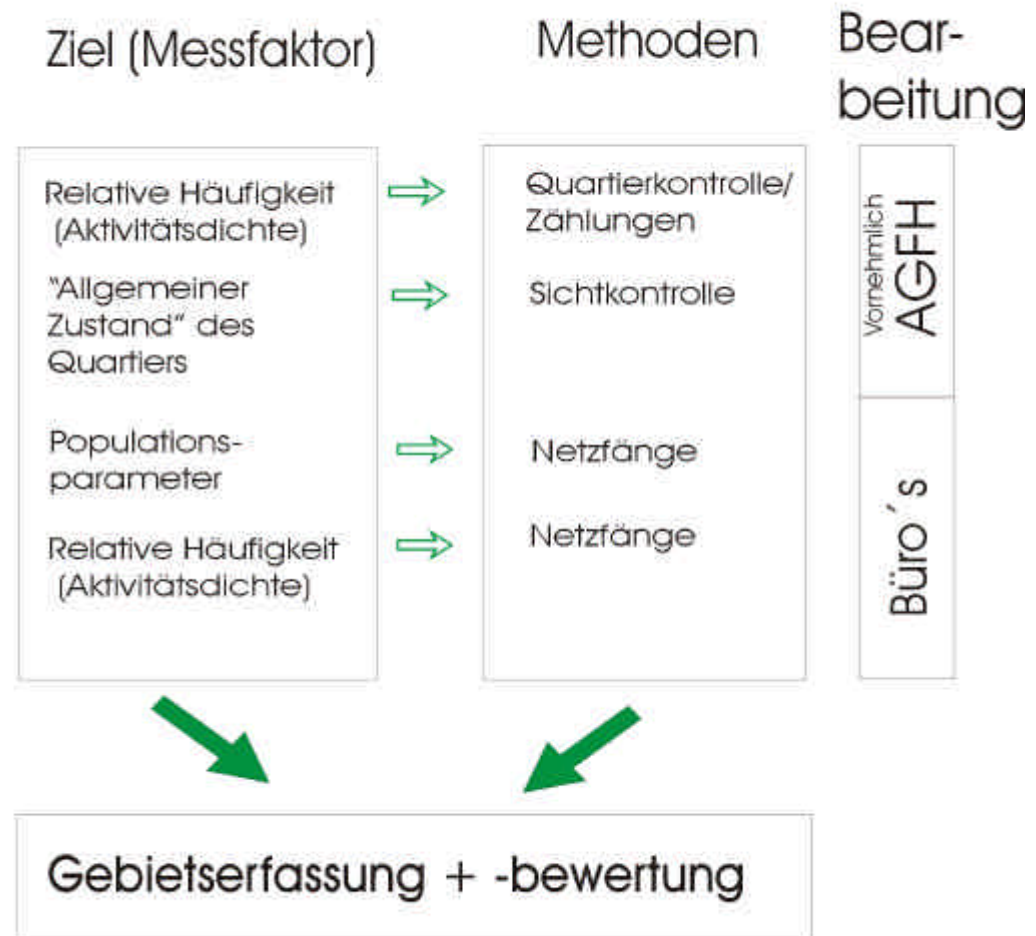 Ziel (Messfaktor)
Methoden
Bear-
beitung
Relative Häufigkeit
(Aktivitätsdichte)
Quartierkontrolle/
Zählungen
"Allgemeiner
Zustand" des
Quartiers
Sichtkontrolle
Populations-
parameter
Netzfänge
Relative Häufigkeit
(Aktivitätsdichte)
Netzfänge
Vornehmlich
AGFH
Büro´s
Gebietserfassung + -bewertung